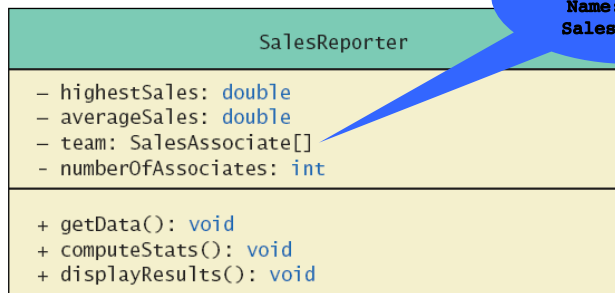 Name:
Sales
SalesReporter
– highestSales: double
– averageSales: double
– team: SalesAssociate[]
- numberOfAssociates: int
+ getData(): void
+ computeStats(): void
+ displayResults(): void